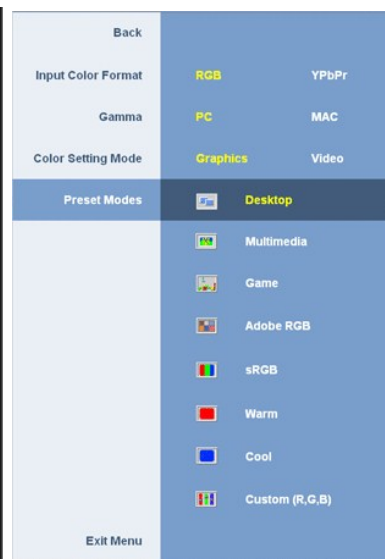 Back
Input Color Format RGB YPbPr
Gamma PC MAC
Color Setting Mode Graphics Video
Preset Modes Desktop
Multimedia
Game
Adobe RGB
sRGB
Warm
Cool
Custom (R,G,B)
Exit Menu